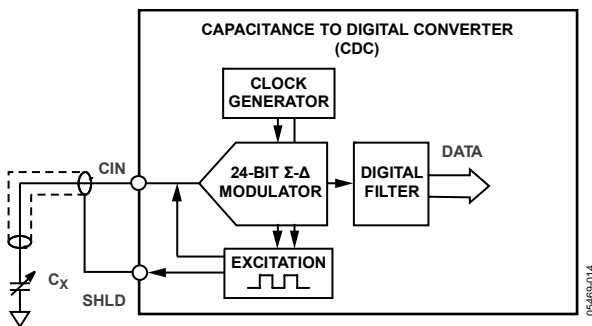 CAPACITANCE TO DIGITAL CONVERTER
(CDC)
CLOCK
GENERATOR
CIN
24-BIT Σ-Δ
MODULATOR
DIGITAL
FILTER
DATA
EXCITATION
CX
SHLD
05469-014